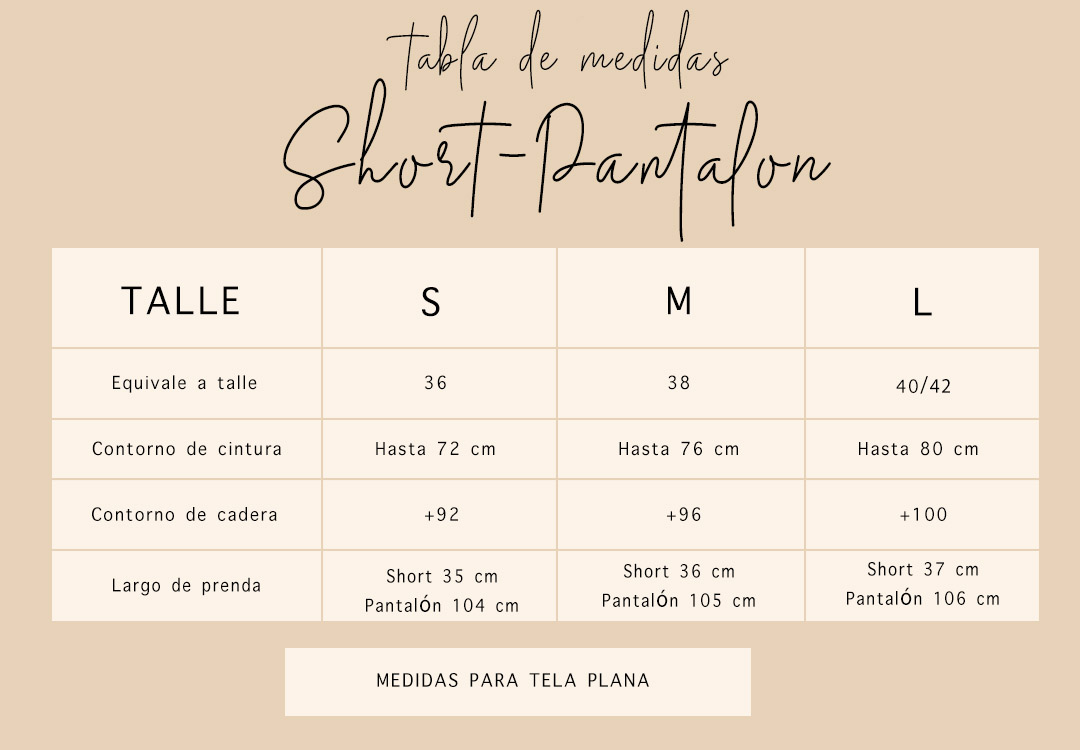 tabla de medidas
Short-Pantalon
TALLE S M L
Equivale a talle 36 38 40/42
Contorno de cintura Hasta 72 cm Hasta 76 cm Hasta 80 cm
Contorno de cadera +92 +96 +100
Largo de prenda Short 35 cm Short 36 cm Short 37 cm
Pantalón 104 cm Pantalón 105 cm Pantalón 106 cm
MEDIDAS PARA TELA PLANA